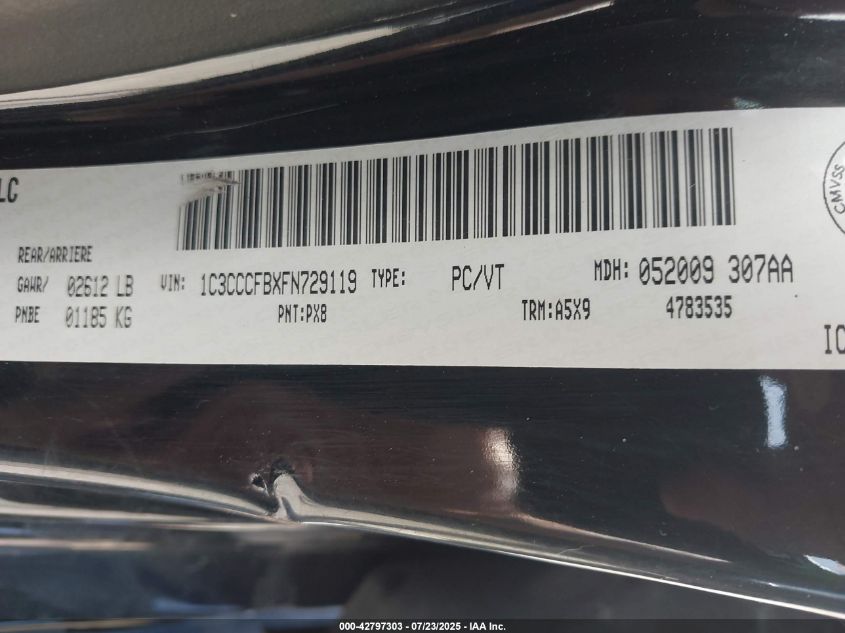 LC
CMVSS
REAR/ARRIERE
GAWR/ 02612 LB VIN: 1C3CCCFBXFN729119 TYPE: PC/VT MDH: 052009 307AA
PNBE 01185 KG PNT:PX8 TRM:A5X9 4783535
IC
000-42797303 - 07/23/2025 - IAA Inc.